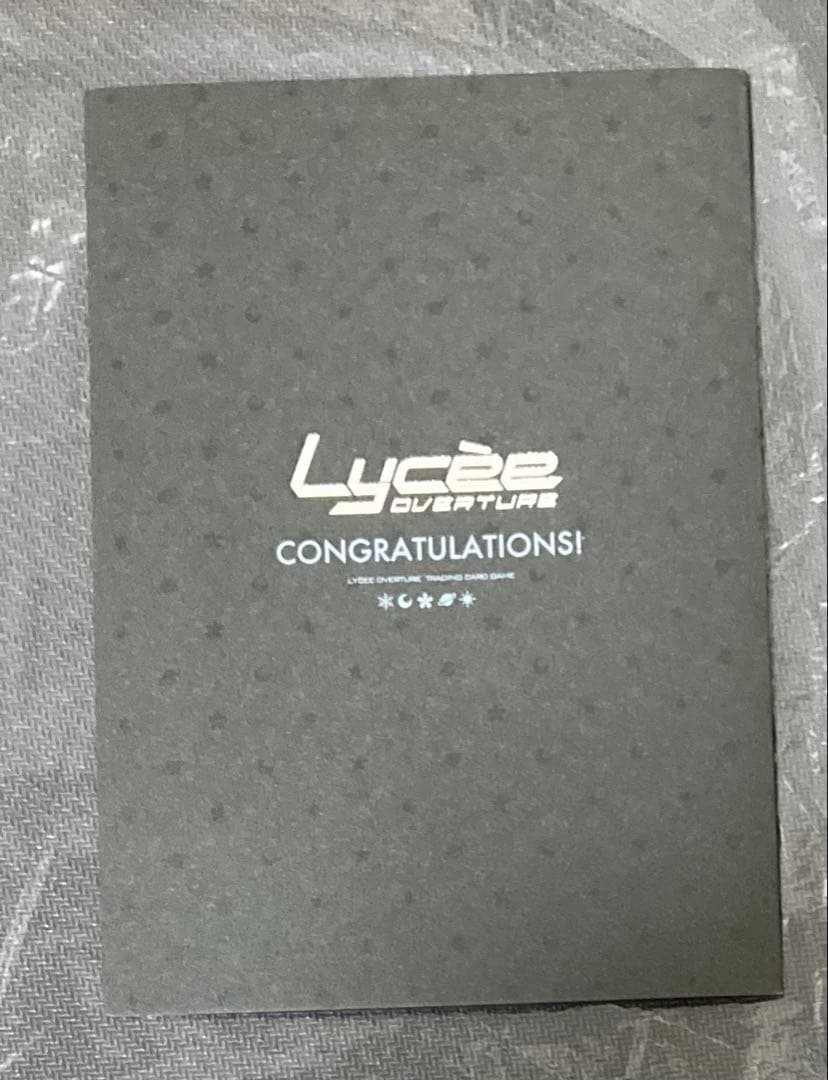 Lycèe
OVERTURE
CONGRATULATIONS!
LYCEE OVERTURE TRADING CARD GAME